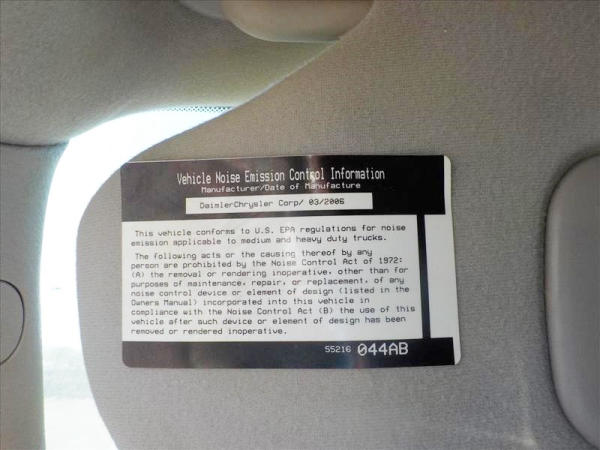 Vehicle Noise Emission Control Information
Manufacturer/Date of Manufacture
DaimlerChrysler Corp/ 03/2006
This vehicle conforms to U.S. EPA regulations for noise
emission applicable to medium and heavy duty trucks.
The following acts or the causing thereof by any
person are prohibited by the Noise Control Act of 1972:
(A) the removal or rendering inoperative, other than for
purposes of maintenance, repair, or replacement, of any
noise control device or element of design (listed in the
Owners Manual) incorporated into this vehicle in
compliance with the Noise Control Act (B) the use of this
vehicle after such device or element of design has been
removed or rendered inoperative.
55216 044AB